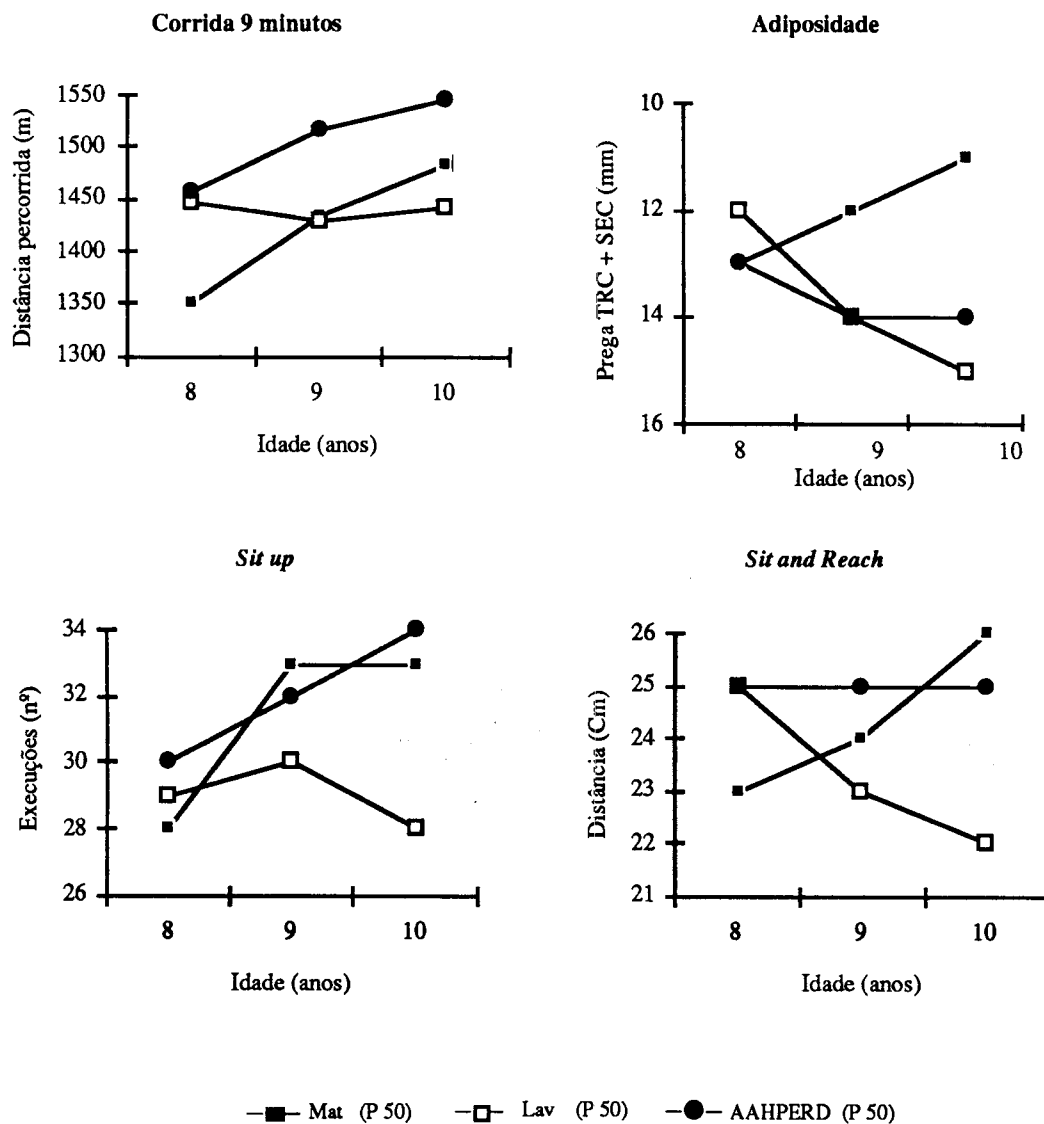 Corrida 9 minutos
Distância percorrida (m)
1550
1500
1450
1400
1350
1300
8 9 10
Idade (anos)
Adiposidade
Prega TRC + SEC (mm)
10
12
14
16
8 9 10
Idade (anos)
Sit up
Execuções (nº)
34
32
30
28
26
8 9 10
Idade (anos)
Sit and Reach
Distância (Cm)
26
25
24
23
22
21
8 9 10
Idade (anos)
Mat (P 50) Lav (P 50) AAHPERD (P 50)